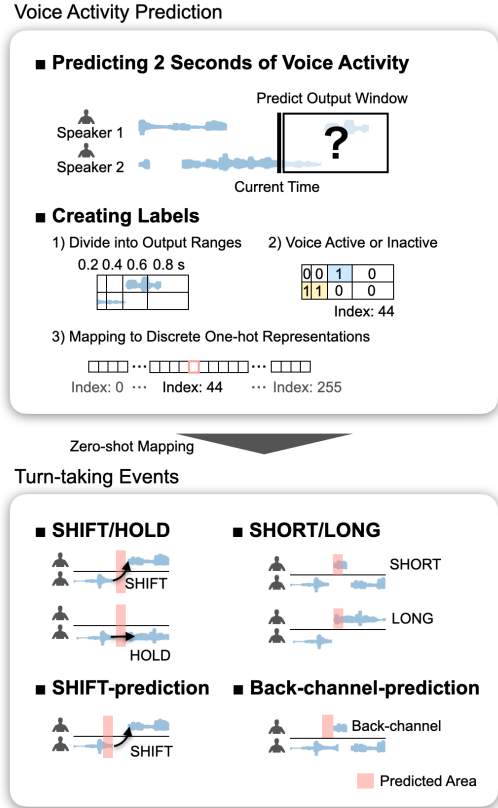 Voice Activity Prediction
■ Predicting 2 Seconds of Voice Activity
Predict Output Window
Speaker 1
?
Speaker 2
Current Time
■ Creating Labels
1) Divide into Output Ranges
2) Voice Active or Inactive
0.2 0.4 0.6 0.8 s
0 0 1 0
1 1 0 0
Index: 44
3) Mapping to Discrete One-hot Representations
... ...
Index: 0 ... Index: 44 ... Index: 255
Zero-shot Mapping
Turn-taking Events
■ SHIFT/HOLD
SHIFT
HOLD
■ SHORT/LONG
SHORT
LONG
■ SHIFT-prediction
SHIFT
■ Back-channel-prediction
Back-channel
Predicted Area